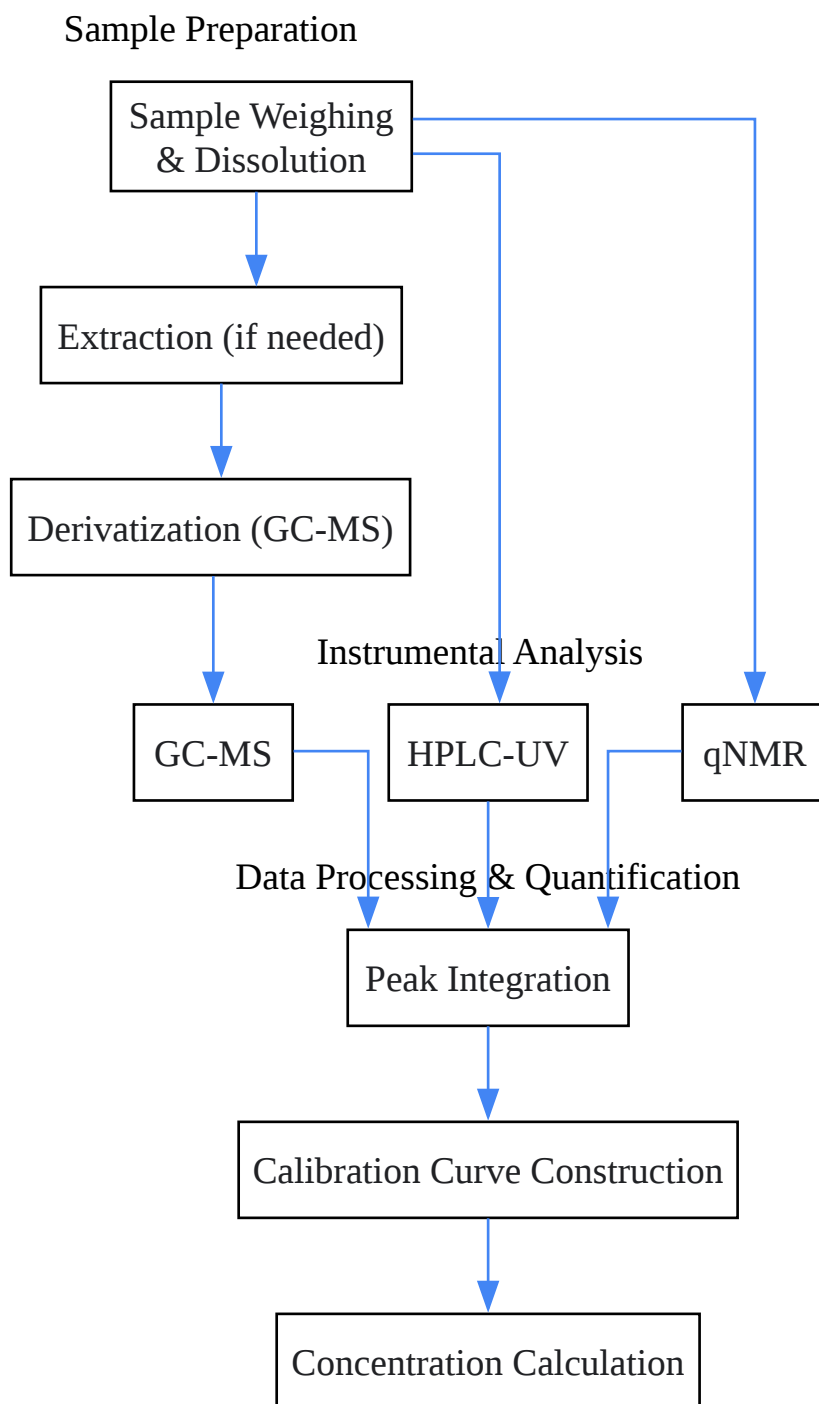 Sample Preparation
Sample Weighing
& Dissolution
Extraction (if needed)
Derivatization (GC-MS)
Instrumental Analysis
GC-MS
HPLC-UV
qNMR
Data Processing & Quantification
Peak Integration
Calibration Curve Construction
Concentration Calculation